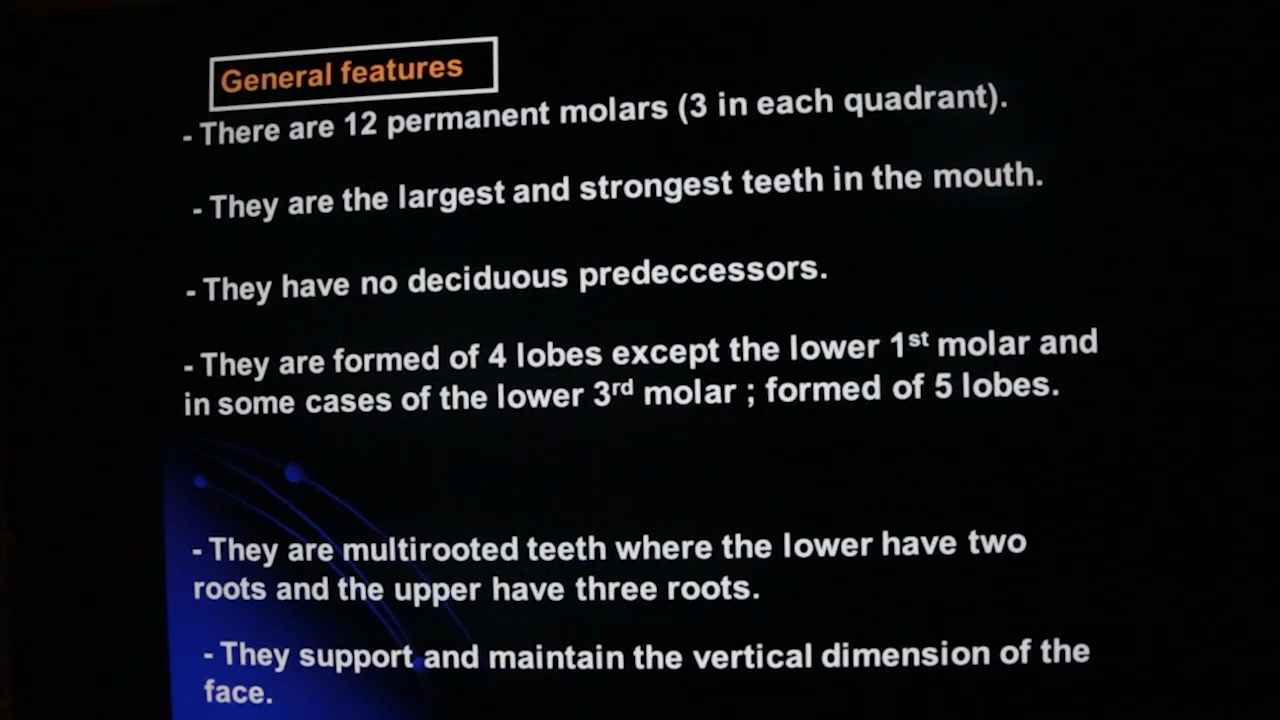 General features
- There are 12 permanent molars (3 in each quadrant).
- They are the largest and strongest teeth in the mouth.
- They have no deciduous predeccessors.
- They are formed of 4 lobes except the lower 1st molar and
in some cases of the lower 3rd molar ; formed of 5 lobes.
- They are multirooted teeth where the lower have two
roots and the upper have three roots.
- They support and maintain the vertical dimension of the
face.